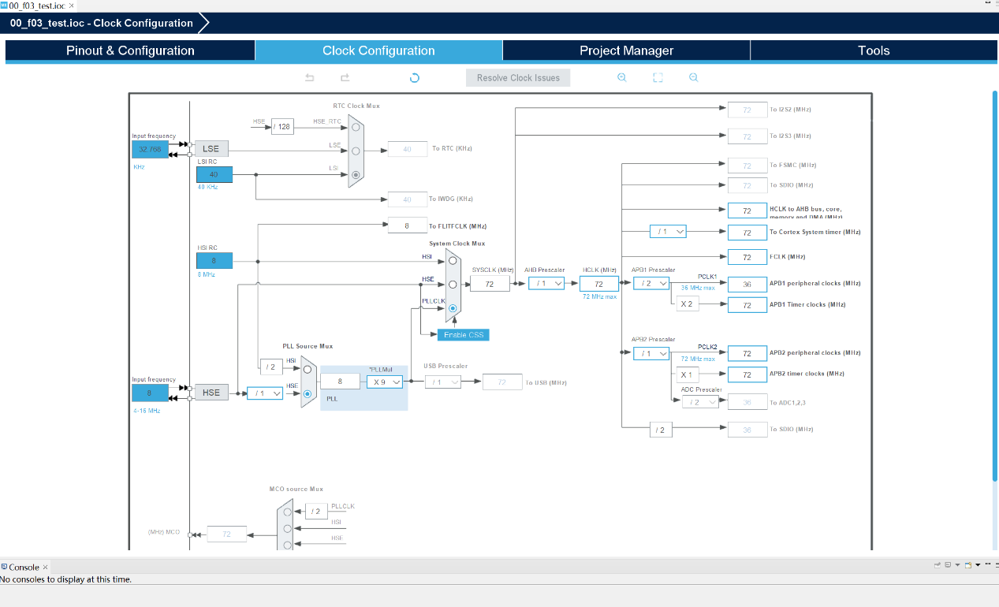 00_f03_test.ioc ×
00_f03_test.ioc - Clock Configuration
Pinout & Configuration
Clock Configuration
Project Manager
Tools
Resolve Clock Issues
RTC Clock Mux
HSE
/ 128
HSE_RTC
Input frequency
32.768
KHz
LSE
LSE
LSI RC
40
40 KHz
LSI
40
To RTC (KHz)
40
To IWDG (KHz)
8
To FLITFCLK (MHz)
HSI RC
8
8 MHz
System Clock Mux
HSI
HSE
PLLCLK
Enable CSS
SYSCLK (MHz)
72
AHB Prescaler
/ 1
HCLK (MHz)
72
72 MHz max
72
To I2S2 (MHz)
72
To I2S3 (MHz)
72
To FSMC (MHz)
72
To SDIO (MHz)
72
HCLK to AHB bus, core,
memory and DMA (MHz)
/ 1
72
To Cortex System timer (MHz)
72
FCLK (MHz)
APB1 Prescaler
/ 2
PCLK1
36 MHz max
36
APB1 peripheral clocks (MHz)
X 2
72
APB1 Timer clocks (MHz)
APB2 Prescaler
/ 1
PCLK2
72 MHz max
72
APB2 peripheral clocks (MHz)
X 1
72
APB2 timer clocks (MHz)
ADC Prescaler
/ 2
36
To ADC1,2,3
/ 2
36
To SDIO (MHz)
PLL Source Mux
/ 2
HSI
Input frequency
8
4-16 MHz
HSE
/ 1
HSE
8
*PLLMul
X 9
PLL
USB Prescaler
/ 1
72
To USB (MHz)
MCO source Mux
(MHz) MCO
72
/ 2
PLLCLK
HSI
HSE
Console ×
No consoles to display at this time.